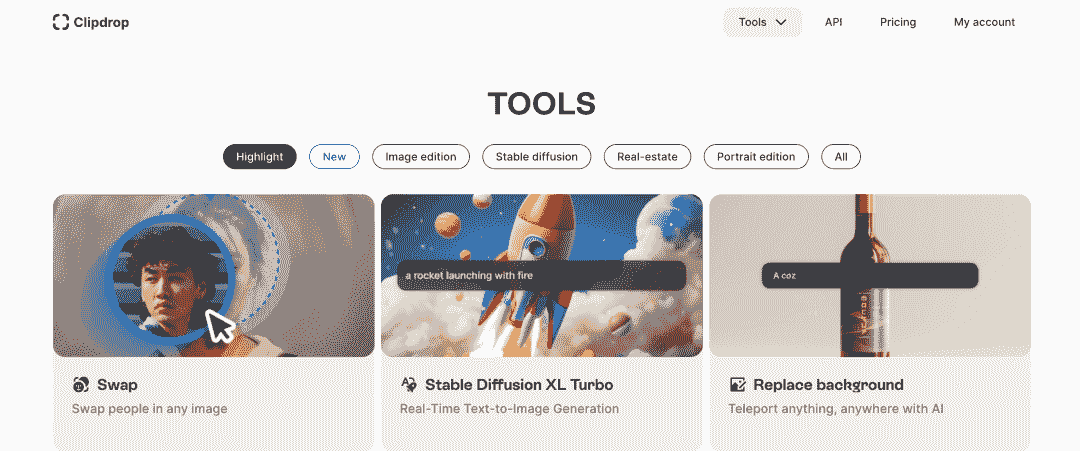 Clipdrop
Tools
API
Pricing
My account
TOOLS
Highlight
New
Image edition
Stable diffusion
Real-estate
Portrait edition
All
a rocket launching with fire
A coz
Swap
Swap people in any image
Stable Diffusion XL Turbo
Real-Time Text-to-Image Generation
Replace background
Teleport anything, anywhere with AI